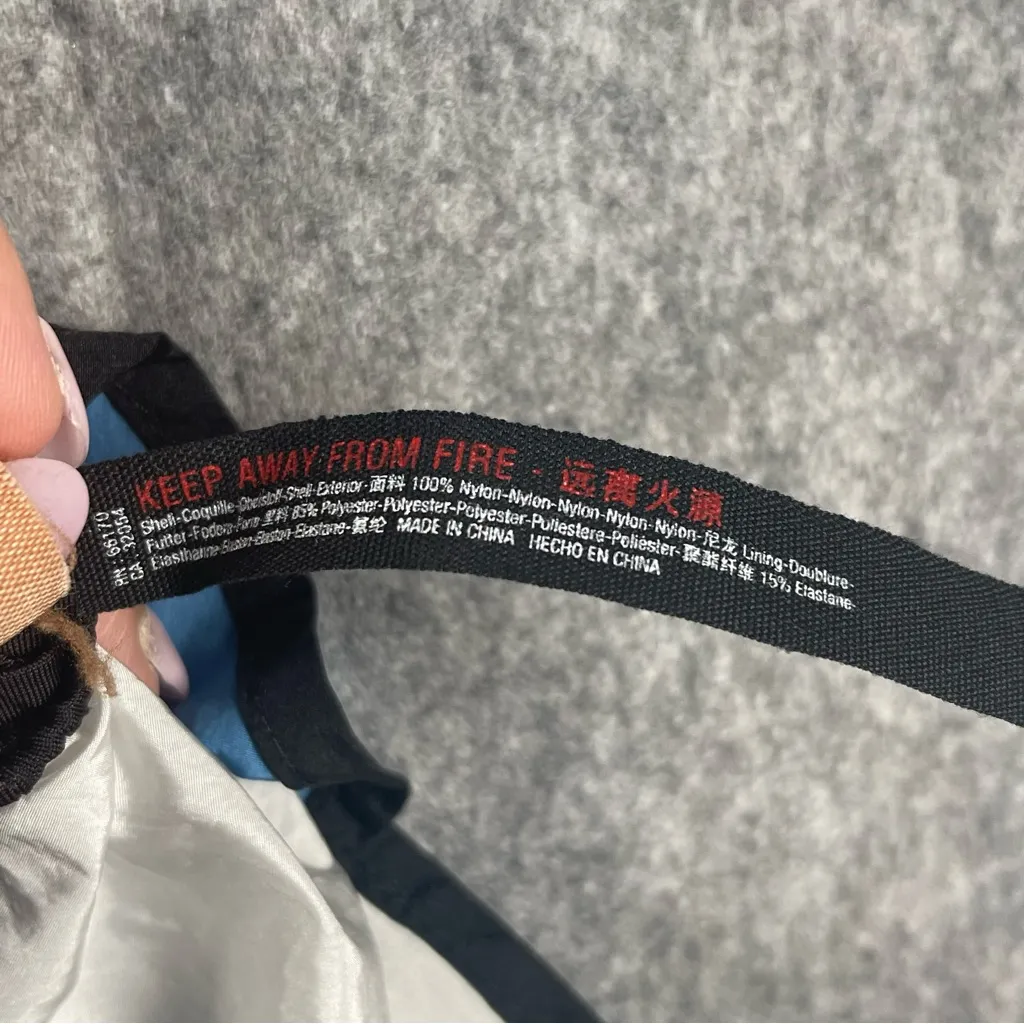 KEEP AWAY FROM FIRE - 远离火源
Shell-Coquille-Oberstoff-Shell-Exterior-面料 100% Nylon-Nylon-Nylon-Nylon-Nylon-尼龙 Lining-Doublure-
Futter-Fodera-Forro-里料 85% Polyester-Polyester-Polyester-Poliestere-Poliéster-聚酯纤维 15% Elastane-
Elasthanne-Elastan-Elastane-氨纶 MADE IN CHINA HECHO EN CHINA
RN: 66170
CA: 32054